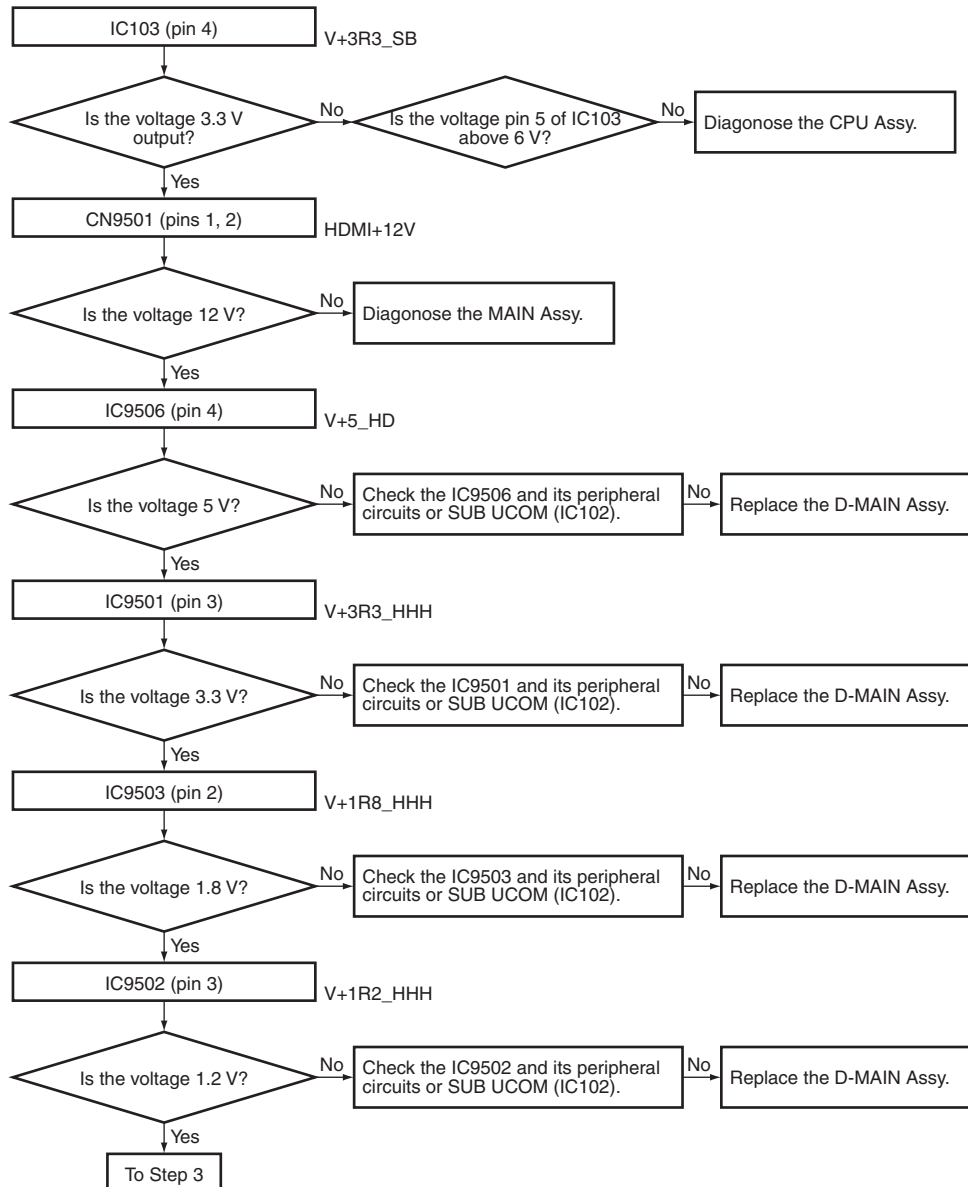 IC103 (pin 4)
V+3R3_SB
Is the voltage 3.3 V
output?
No
Is the voltage pin 5 of IC103
above 6 V?
No
Diagonose the CPU Assy.
Yes
CN9501 (pins 1, 2)
HDMI+12V
Is the voltage 12 V?
No
Diagonose the MAIN Assy.
Yes
IC9506 (pin 4)
V+5_HD
Is the voltage 5 V?
No
Check the IC9506 and its peripheral
circuits or SUB UCOM (IC102).
No
Replace the D-MAIN Assy.
Yes
IC9501 (pin 3)
V+3R3_HHH
Is the voltage 3.3 V?
No
Check the IC9501 and its peripheral
circuits or SUB UCOM (IC102).
No
Replace the D-MAIN Assy.
Yes
IC9503 (pin 2)
V+1R8_HHH
Is the voltage 1.8 V?
No
Check the IC9503 and its peripheral
circuits or SUB UCOM (IC102).
No
Replace the D-MAIN Assy.
Yes
IC9502 (pin 3)
V+1R2_HHH
Is the voltage 1.2 V?
No
Check the IC9502 and its peripheral
circuits or SUB UCOM (IC102).
No
Replace the D-MAIN Assy.
Yes
To Step 3